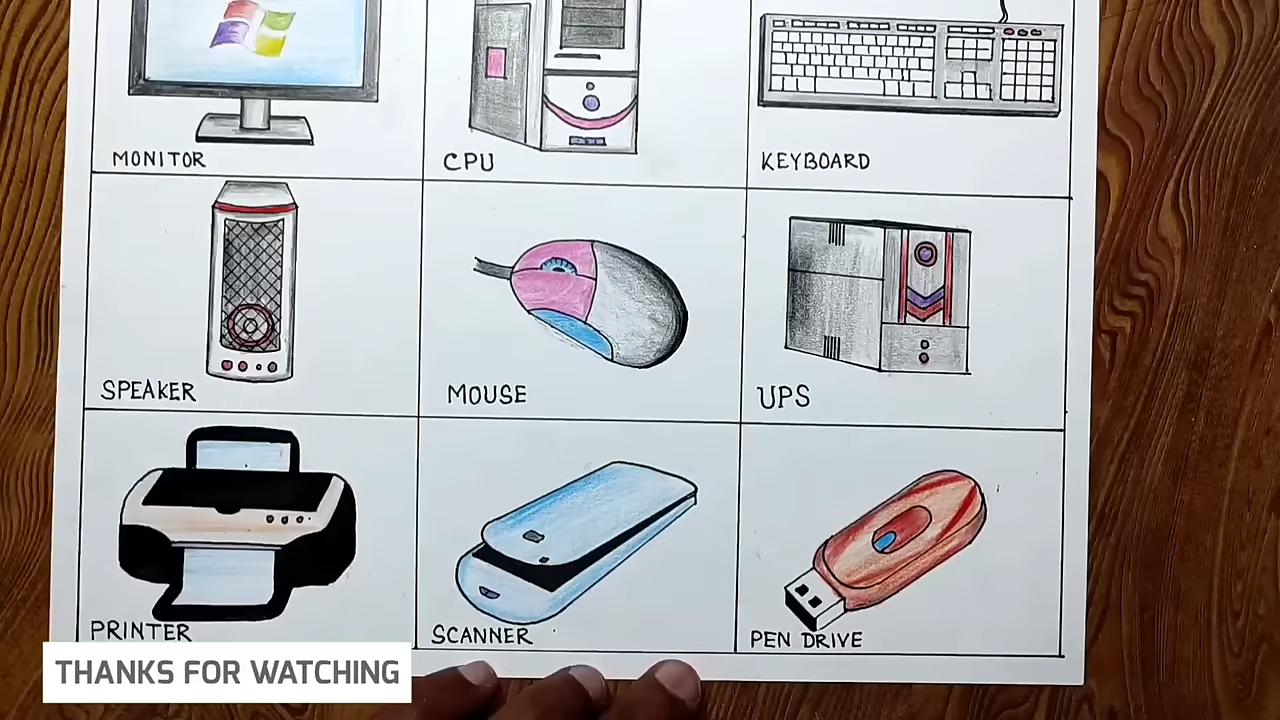 MONITOR
CPU
KEYBOARD
SPEAKER
MOUSE
UPS
PRINTER
SCANNER
PEN DRIVE
THANKS FOR WATCHING